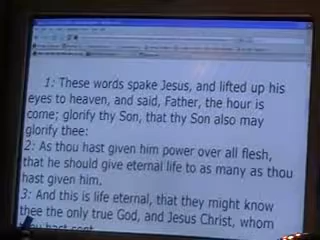 1: These words spake Jesus, and lifted up his
eyes to heaven, and said, Father, the hour is
come; glorify thy Son, that thy Son also may
glorify thee:
2: As thou hast given him power over all flesh,
that he should give eternal life to as many as thou
hast given him.
3: And this is life eternal, that they might know
thee the only true God, and Jesus Christ, whom
thou hast sent.